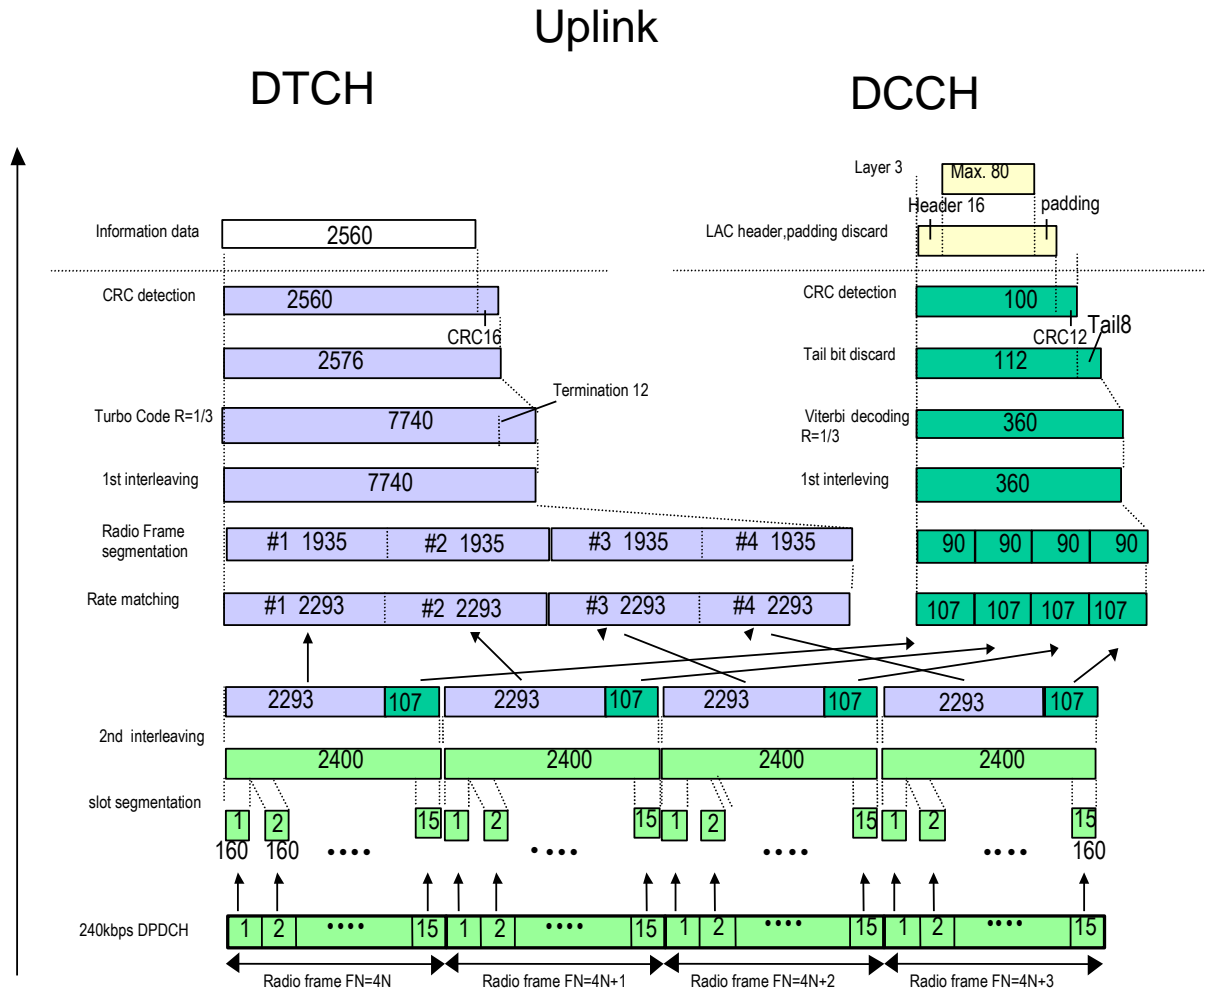 Uplink
DTCH
DCCH
Layer 3
Max. 80
Header 16
padding
Information data
2560
LAC header,padding discard
CRC detection
2560
CRC detection
100
CRC16
CRC12
Tail8
2576
Tail bit discard
112
Termination 12
Turbo Code R=1/3
7740
Viterbi decoding
R=1/3
360
1st interleaving
7740
1st interleving
360
Radio Frame
segmentation
#1 1935
#2 1935
#3 1935
#4 1935
90
90
90
90
Rate matching
#1 2293
#2 2293
#3 2293
#4 2293
107
107
107
107
2293
107
2293
107
2293
107
2293
107
2nd interleaving
2400
2400
2400
2400
slot segmentation
1
2
15
1
2
15
1
2
15
1
2
15
160
160
••••
••••
••••
••••
160
240kbps DPDCH
1
2
••••
15
1
2
••••
15
1
2
••••
15
1
2
••••
15
Radio frame FN=4N
Radio frame FN=4N+1
Radio frame FN=4N+2
Radio frame FN=4N+3